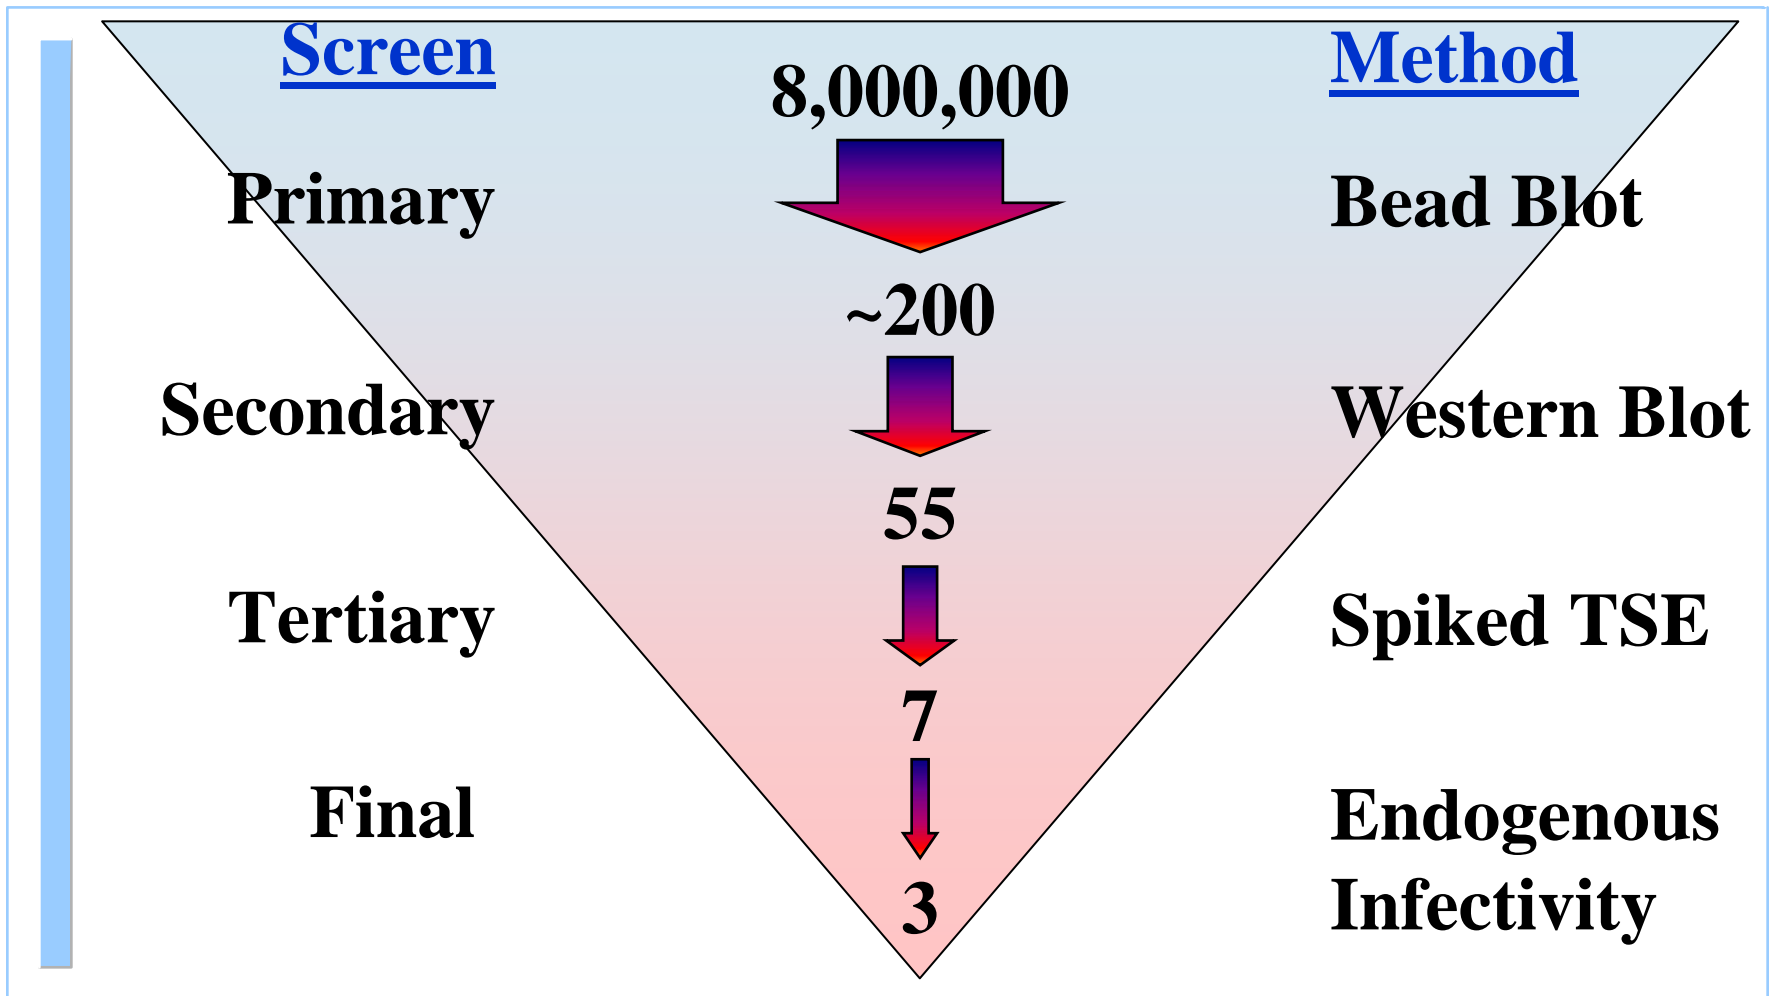 Screen
Method
8,000,000
Primary
Bead Blot
~200
Secondary
Western Blot
55
Tertiary
Spiked TSE
7
Final
Endogenous
Infectivity
3